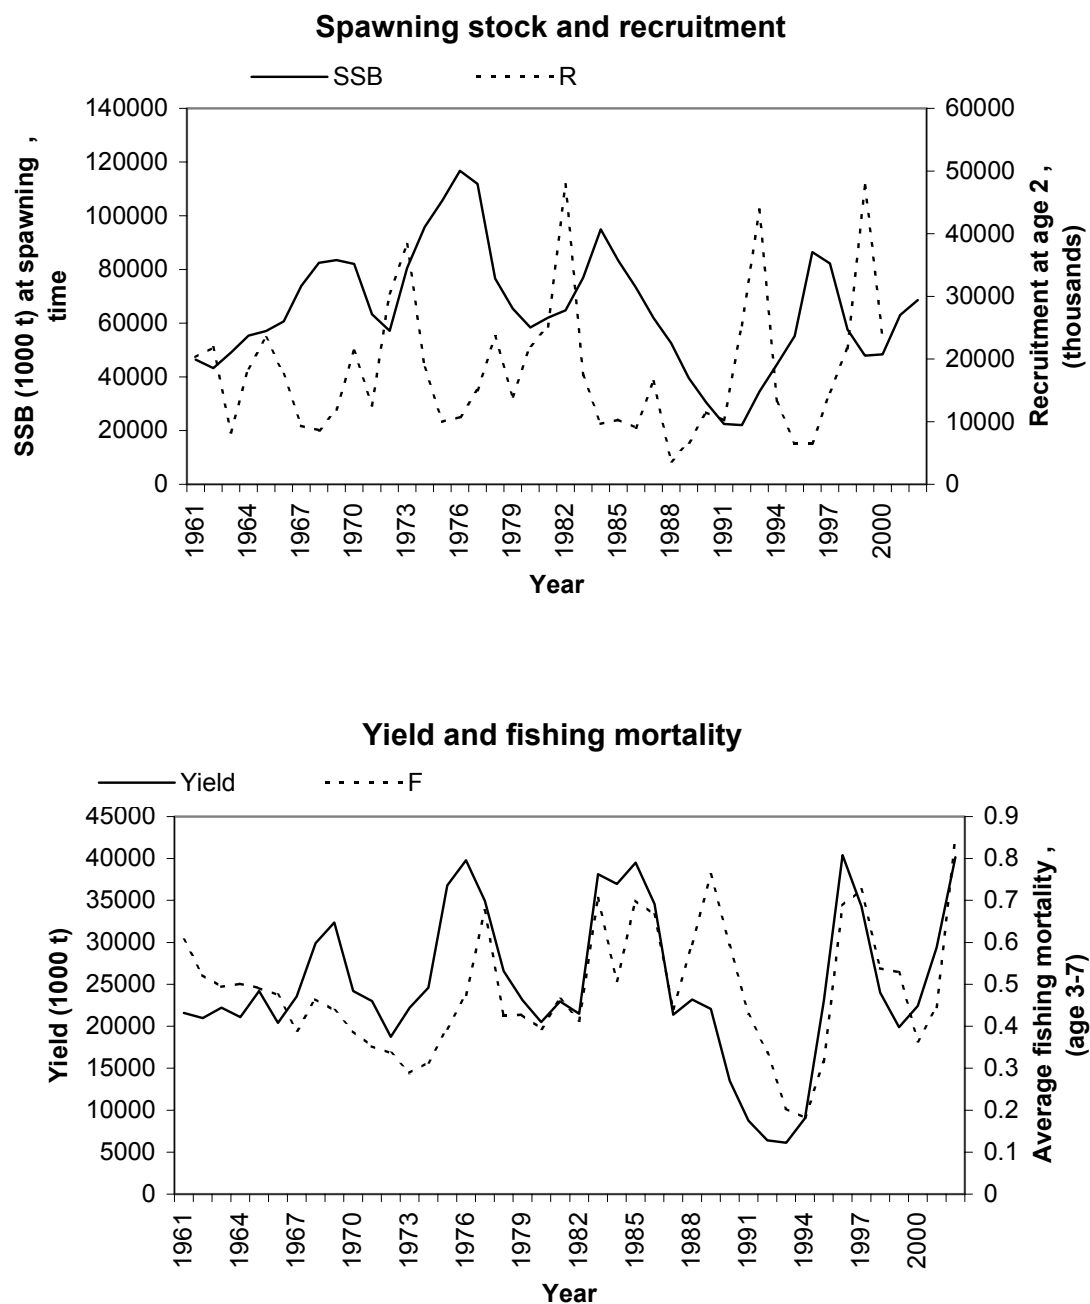 Spawning stock and recruitment
SSB R
140000
120000
100000
80000
60000
40000
20000
0
SSB (1000 t) at spawning ,
time
60000
50000
40000
30000
20000
10000
0
Recruitment at age 2 ,
(thousands)
1961 1964 1967 1970 1973 1976 1979 1982 1985 1988 1991 1994 1997 2000
Year
Yield and fishing mortality
Yield F
45000
40000
35000
30000
25000
20000
15000
10000
5000
0
Yield (1000 t)
0.9
0.8
0.7
0.6
0.5
0.4
0.3
0.2
0.1
0
Average fishing mortality ,
(age 3-7)
1961 1964 1967 1970 1973 1976 1979 1982 1985 1988 1991 1994 1997 2000
Year